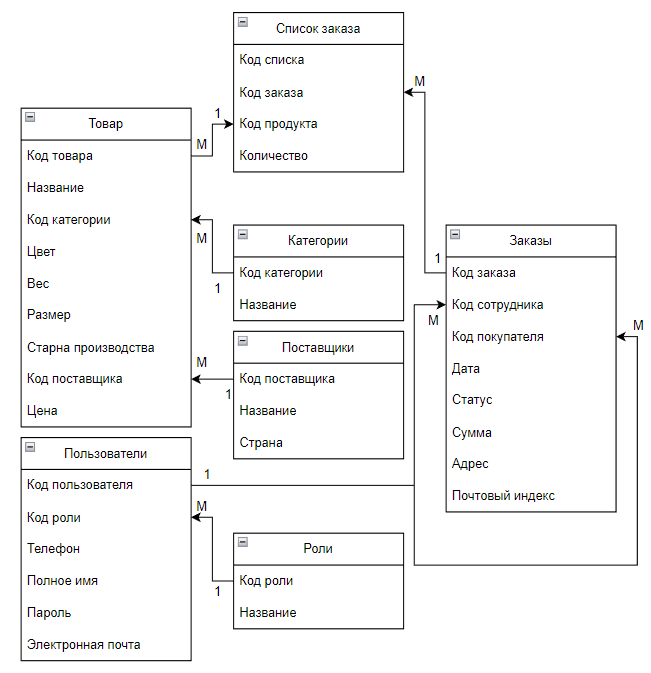 Список заказа
Код списка
Код заказа
Код продукта
Количество
M
1
M
Товар
Код товара
Название
Код категории
Цвет
Вес
Размер
Старна производства
Код поставщика
Цена
M
1
Категории
Код категории
Название
M
1
Поставщики
Код поставщика
Название
Страна
1
Заказы
Код заказа
Код сотрудника
Код покупателя
Дата
Статус
Сумма
Адрес
Почтовый индекс
M
M
Пользователи
Код пользователя
Код роли
Телефон
Полное имя
Пароль
Электронная почта
1
M
1
Роли
Код роли
Название